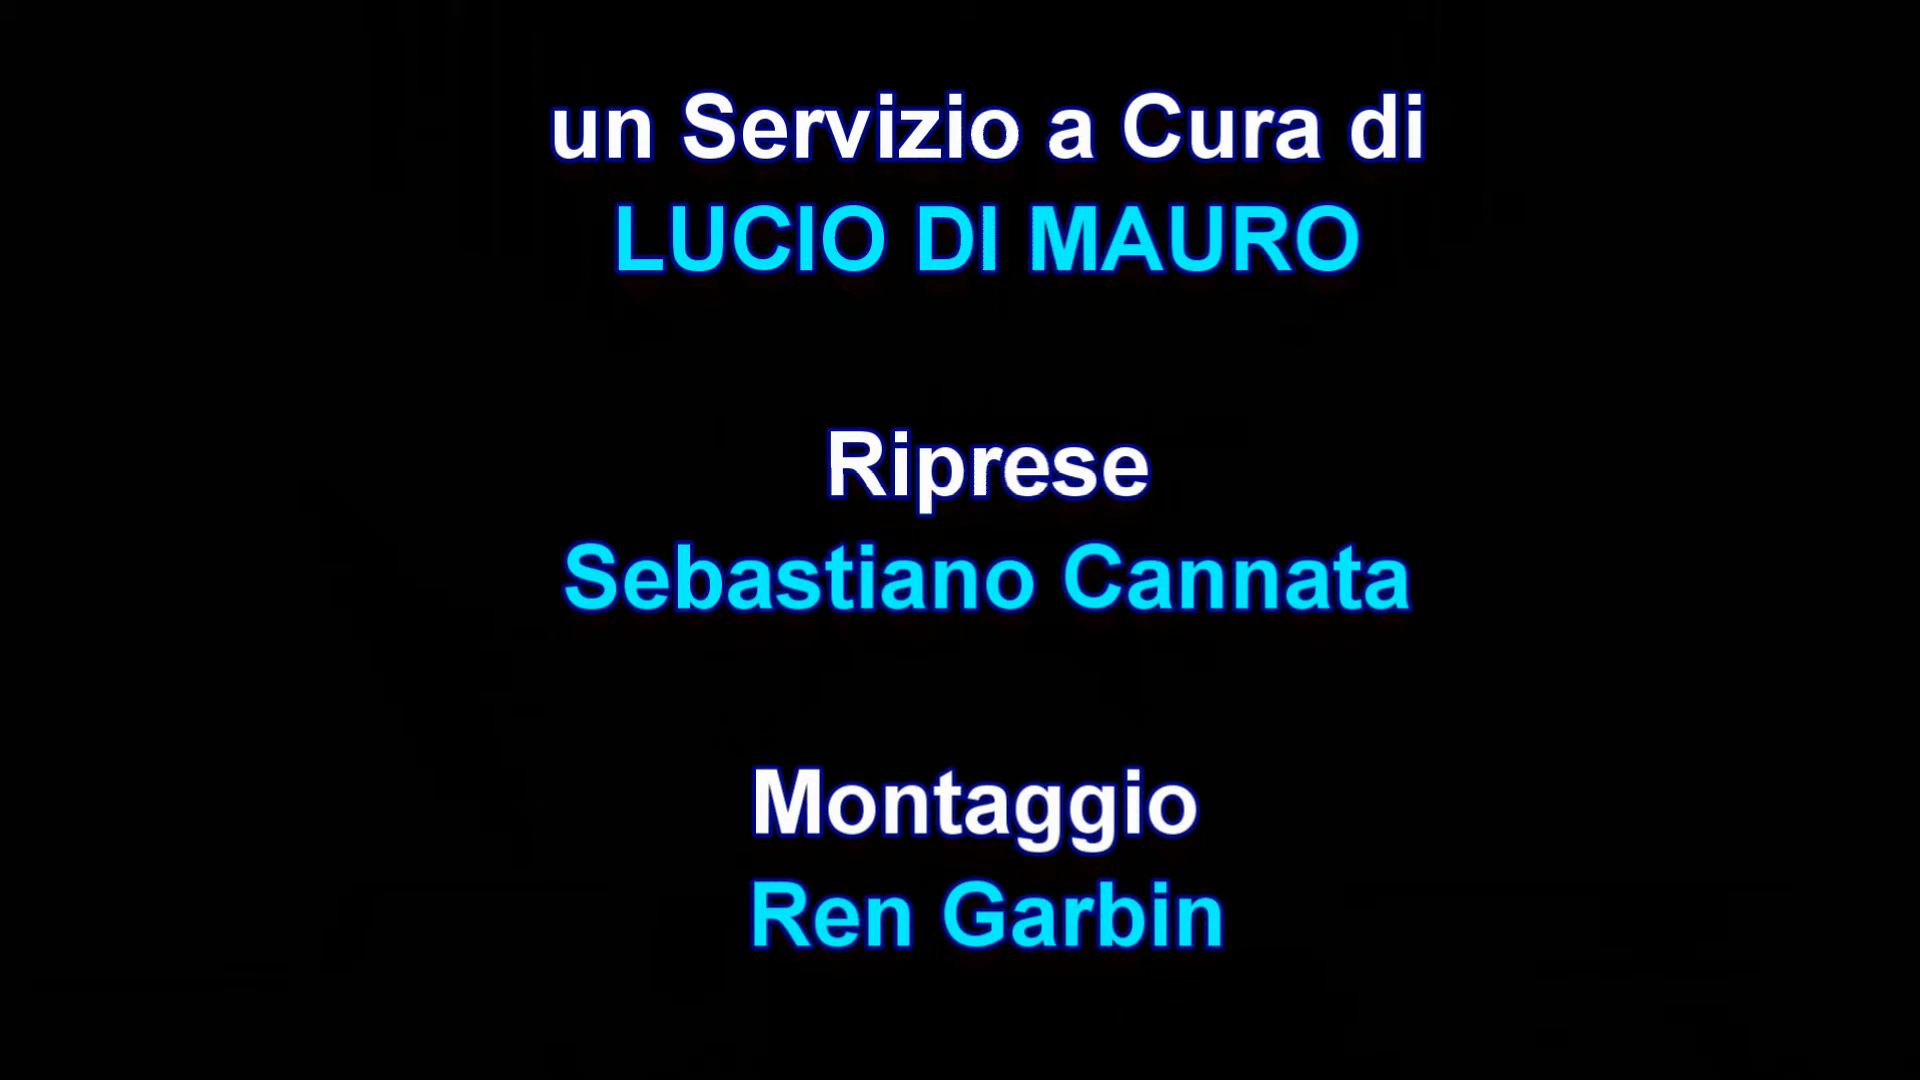 un Servizio a Cura di
LUCIO DI MAURO
Riprese
Sebastiano Cannata
Montaggio
Ren Garbin